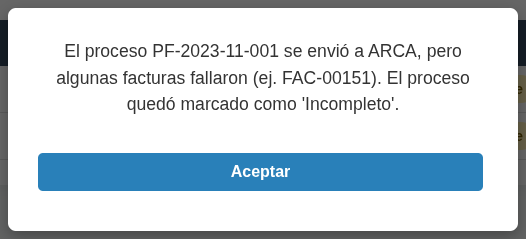 El proceso PF-2023-11-001 se envió a ARCA, pero
algunas facturas fallaron (ej. FAC-00151). El proceso
quedó marcado como 'Incompleto'.
Aceptar